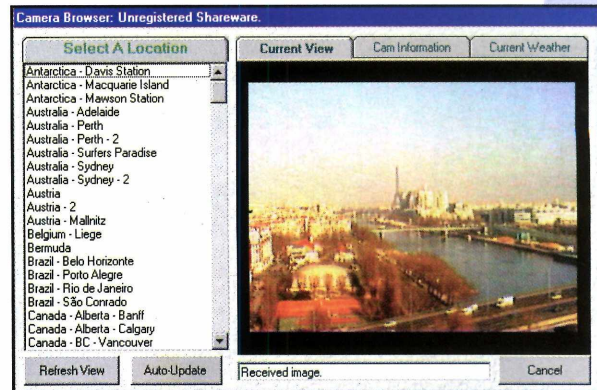 Camera Browser: Unregistered Shareware.
Select A Location
Current View
Cam Information
Current Weather
Antarctica - Davis Station
Antarctica - Macquarie Island
Antarctica - Mawson Station
Australia - Adelaide
Australia - Perth
Australia - Perth - 2
Australia - Surfers Paradise
Australia - Sydney
Australia - Sydney - 2
Austria
Austria - 2
Austria - Mallnitz
Belgium - Liege
Bermuda
Brazil - Belo Horizonte
Brazil - Porto Alegre
Brazil - Rio de Janeiro
Brazil - São Conrado
Canada - Alberta - Banff
Canada - Alberta - Calgary
Canada - BC - Vancouver
Refresh View
Auto-Update
Received image.
Cancel